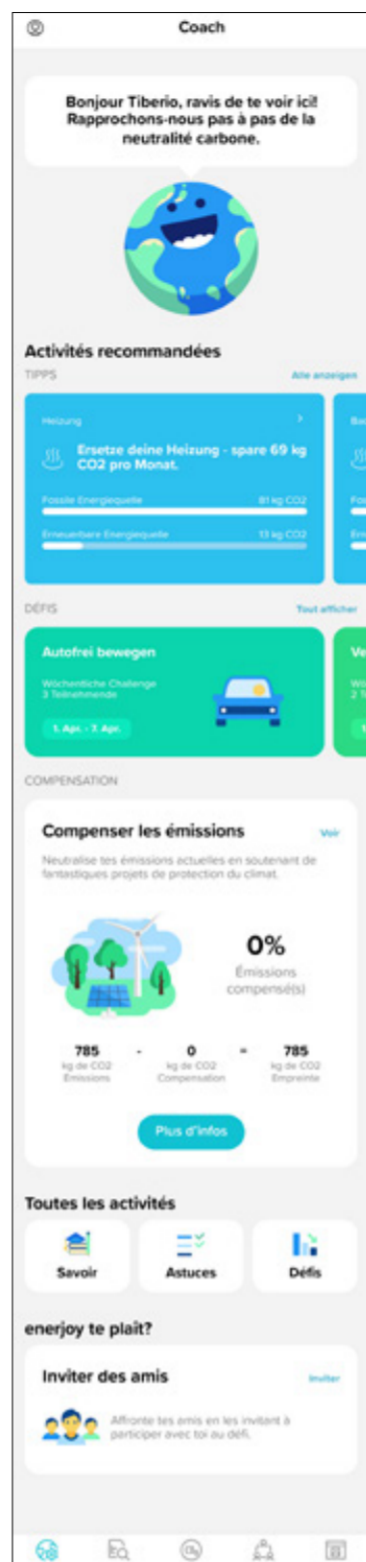 Coach
Bonjour Tiberio, ravis de te voir ici!
Rapprochons-nous pas à pas de la
neutralité carbone.
Activités recommandées
TIPPS
Alle anzeigen
Heizung
Ersetze deine Heizung - spare 69 kg
CO2 pro Monat.
Fossile Energiequelle 81 kg CO2
Erneuerbare Energiequelle 13 kg CO2
DÉFIS
Tout afficher
Autofrei bewegen
Wöchentliche Challenge
3 Teilnehmende
1. Apr. - 7. Apr.
COMPENSATION
Compenser les émissions
Voir
Neutralise tes émissions actuelles en soutenant de
fantastiques projets de protection du climat.
0%
Émissions
compensé(s)
785 - 0 = 785
kg de CO2 kg de CO2 kg de CO2
Emissions Compensation Empreinte
Plus d'infos
Toutes les activités
Savoir
Astuces
Défis
enerjoy te plaît?
Inviter des amis
Inviter
Affronte tes amis en les invitant à
participer avec toi au défi.